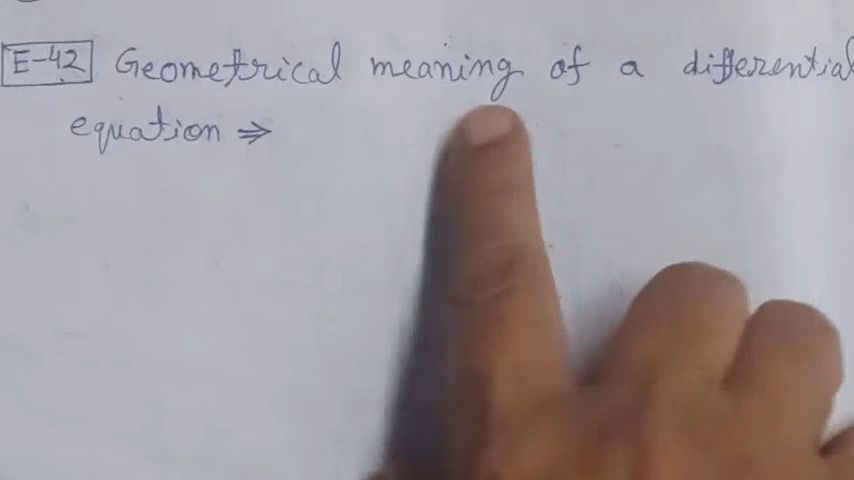 E-42 Geometrical meaning of a differential
equation ⇒